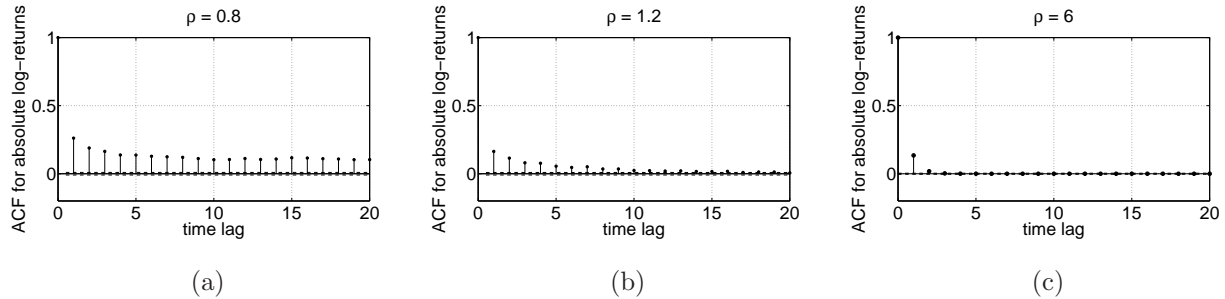 ρ = 0.8
ACF for absolute log−returns
1
0.5
0
0 5 10 15 20
time lag
(a)
ρ = 1.2
ACF for absolute log−returns
1
0.5
0
0 5 10 15 20
time lag
(b)
ρ = 6
ACF for absolute log−returns
1
0.5
0
0 5 10 15 20
time lag
(c)